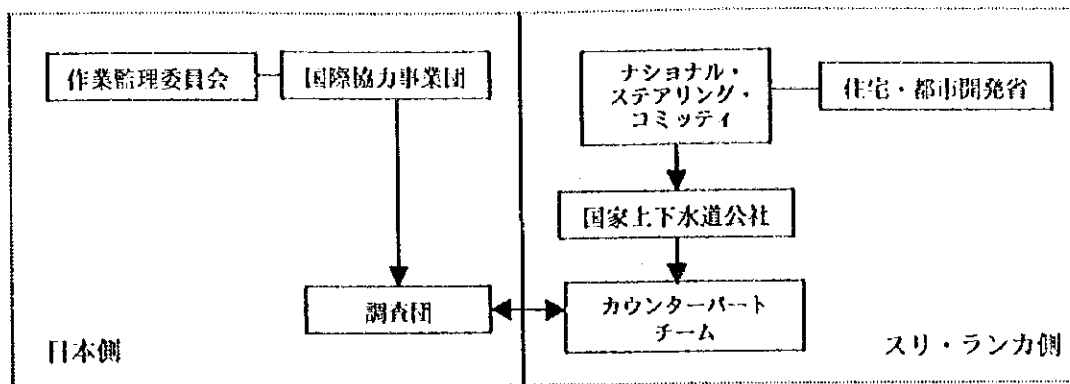 作業監理委員会
国際協力事業団
調査団
日本側
ナショナル・
ステアリング・
コミッティ
住宅・都市開発省
国家上下水道公社
カウンターパート
チーム
スリ・ランカ側